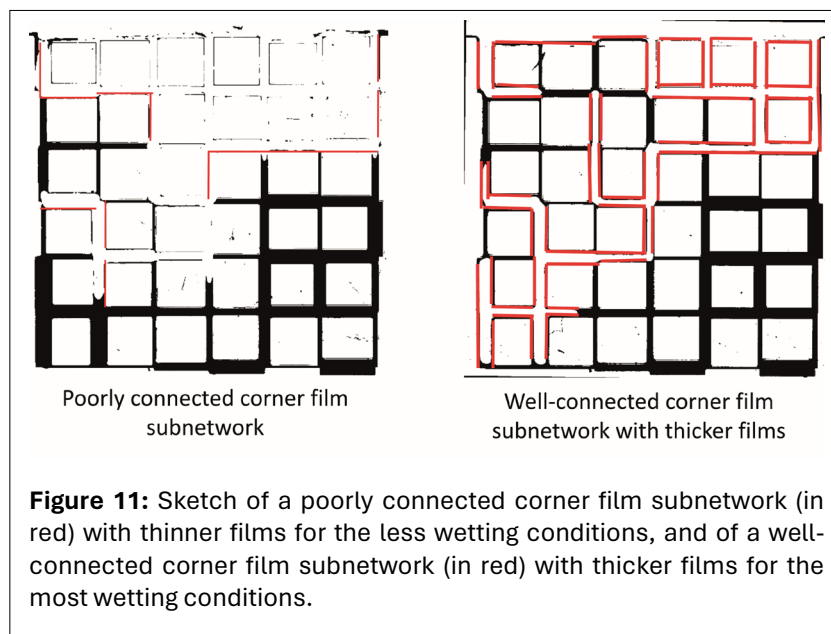 Poorly connected corner film
subnetwork
Well-connected corner film
subnetwork with thicker films
Figure 11: Sketch of a poorly connected corner film subnetwork (in
red) with thinner films for the less wetting conditions, and of a well-
connected corner film subnetwork (in red) with thicker films for the
most wetting conditions.